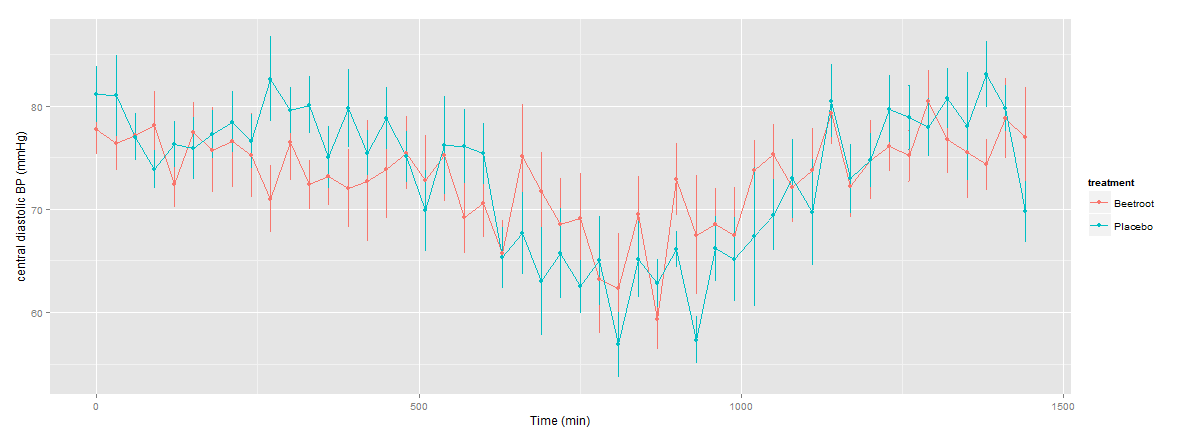 central diastolic BP (mmHg)
80
70
60
0
500
1000
1500
Time (min)
treatment
Beetroot
Placebo